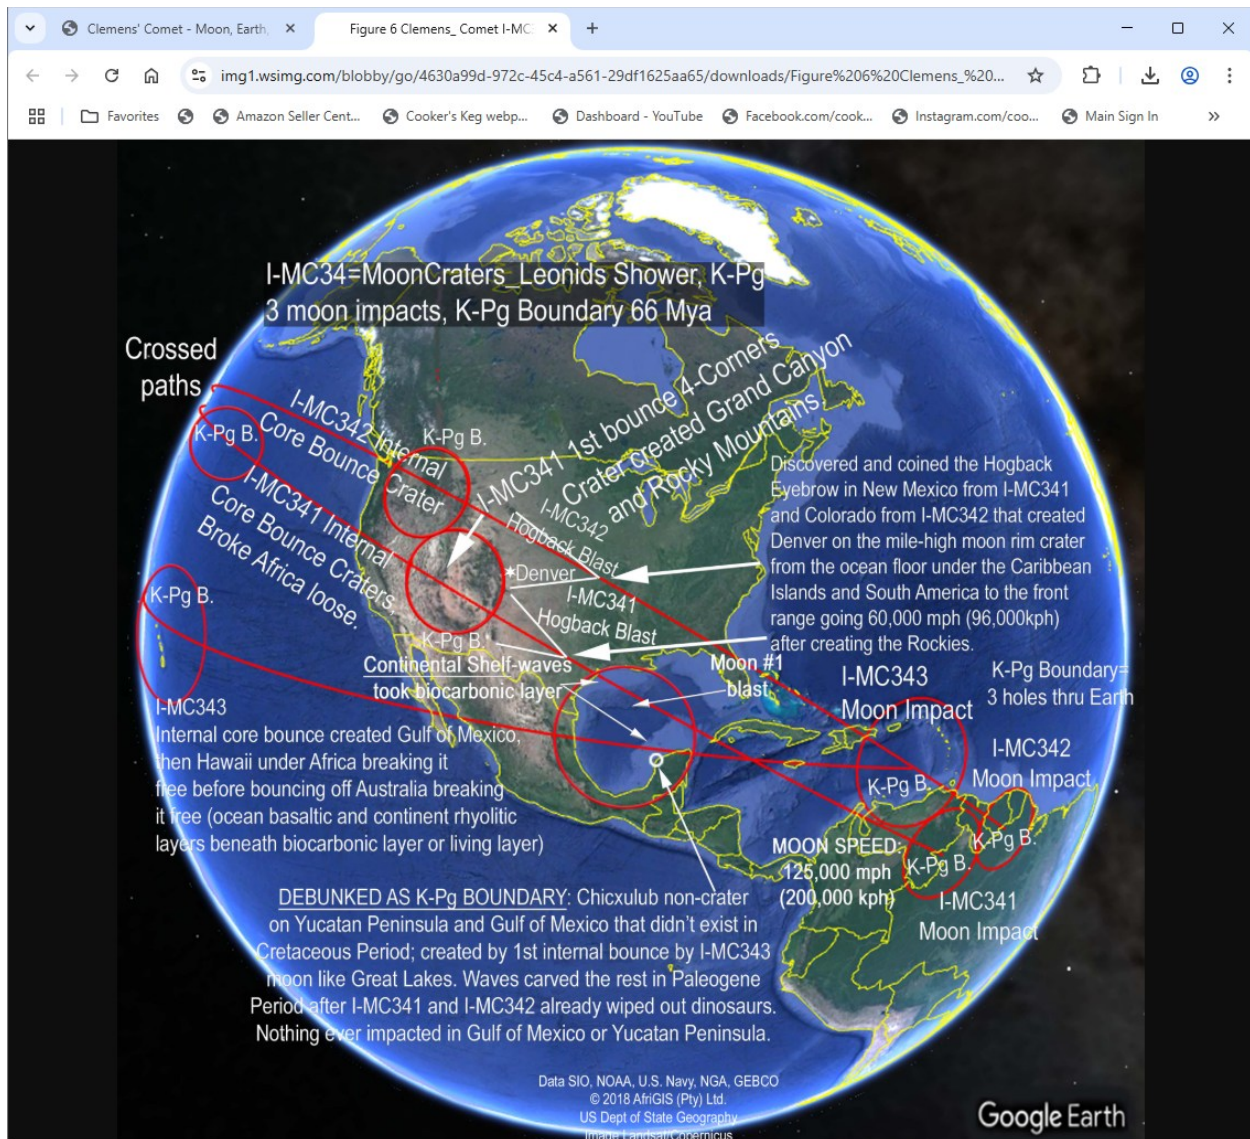 Clemens' Comet - Moon, Earth,
Figure 6 Clemens_ Comet I-MC3
img1.wsimg.com/blobby/go/4630a99d-972c-45c4-a561-29df1625aa65/downloads/Figure%206%20Clemens_%20...
Favorites
Amazon Seller Cent...
Cooker's Keg webp...
Dashboard - YouTube
Facebook.com/cook...
Instagram.com/coo...
Main Sign In
I-MC34=MoonCraters_Leonids Shower, K-Pg
3 moon impacts, K-Pg Boundary 66 Mya
Crossed
paths
I-MC342 Internal
Core Bounce Crater
K-Pg B.
K-Pg B.
I-MC341 1st bounce 4-Corners
Crater created Grand Canyon
and Rocky Mountains.
I-MC342
Hogback Blast
I-MC341 Internal
Core Bounce Craters.
Broke Africa loose.
Denver
I-MC341
Hogback Blast
Discovered and coined the Hogback
Eyebrow in New Mexico from I-MC341
and Colorado from I-MC342 that created
Denver on the mile-high moon rim crater
from the ocean floor under the Caribbean
Islands and South America to the front
range going 60,000 mph (96,000kph)
after creating the Rockies.
K-Pg B.
K-Pg B.
Continental Shelf-waves
took biocarbonic layer
Moon #1
blast
I-MC343
Moon Impact
K-Pg Boundary=
3 holes thru Earth
I-MC342
Moon Impact
K-Pg B.
K-Pg B.
K-Pg B.
I-MC341
Moon Impact
MOON SPEED:
125,000 mph
(200,000 kph)
I-MC343
Internal core bounce created Gulf of Mexico,
then Hawaii under Africa breaking it
free before bouncing off Australia breaking
it free (ocean basaltic and continent rhyolitic
layers beneath biocarbonic layer or living layer)
DEBUNKED AS K-Pg BOUNDARY: Chicxulub non-crater
on Yucatan Peninsula and Gulf of Mexico that didn't exist in
Cretaceous Period; created by 1st internal bounce by I-MC343
moon like Great Lakes. Waves carved the rest in Paleogene
Period after I-MC341 and I-MC342 already wiped out dinosaurs.
Nothing ever impacted in Gulf of Mexico or Yucatan Peninsula.
Data SIO, NOAA, U.S. Navy, NGA, GEBCO
© 2018 AfriGIS (Pty) Ltd.
US Dept of State Geography
Image Landsat/Copernicus
Google Earth